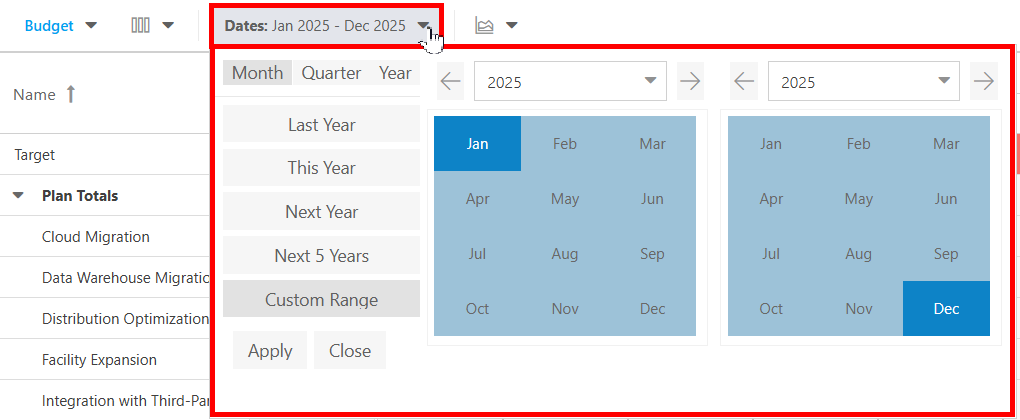 Budget
Dates: Jan 2025 - Dec 2025
Name
Target
Plan Totals
Cloud Migration
Data Warehouse Migratio
Distribution Optimization
Facility Expansion
Integration with Third-Par
Month Quarter Year
Last Year
This Year
Next Year
Next 5 Years
Custom Range
Apply Close
2025
Jan Feb Mar
Apr May Jun
Jul Aug Sep
Oct Nov Dec
2025
Jan Feb Mar
Apr May Jun
Jul Aug Sep
Oct Nov Dec